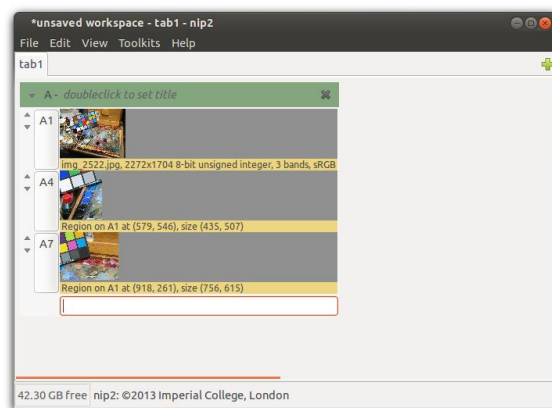 *unsaved workspace - tab1 - nip2
File Edit View Toolkits Help
tab1
A - doubleclick to set title
A1
img_2522.jpg, 2272x1704 8-bit unsigned integer, 3 bands, sRGB
A4
Region on A1 at (579, 546), size (435, 507)
A7
Region on A1 at (918, 261), size (756, 615)
42.30 GB free nip2: ©2013 Imperial College, London